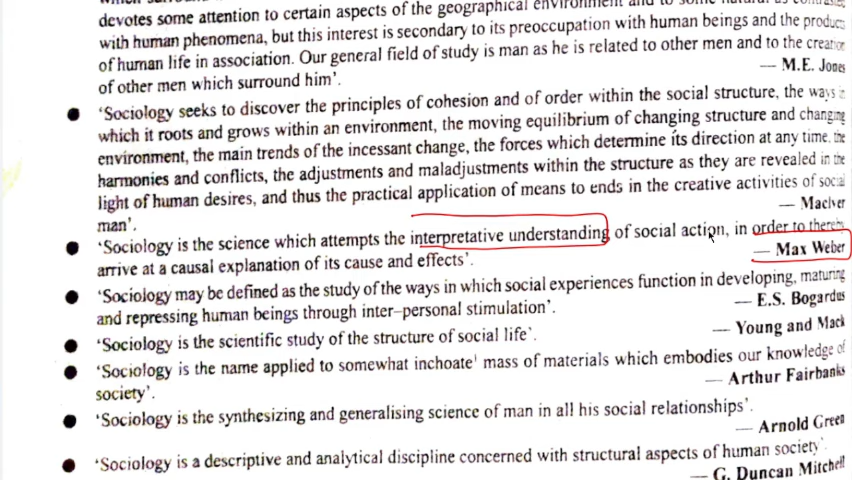 devotes some attention to certain aspects of the geographical environment and to some natural as
with human phenomena, but this interest is secondary to its preoccupation with human beings and the
of human life in association. Our general field of study is man as he is related to other men and to the
of other men which surround him'.
— M.E. Jones
● 'Sociology seeks to discover the principles of cohesion and of order within the social structure, the ways
which it roots and grows within an environment, the moving equilibrium of changing structure and changing
environment, the main trends of the incessant change, the forces which determine its direction at any time, the
harmonies and conflicts, the adjustments and maladjustments within the structure as they are revealed in the
light of human desires, and thus the practical application of means to ends in the creative activities of social
man'.
— MacIver
● 'Sociology is the science which attempts the interpretative understanding of social action, in order to
arrive at a causal explanation of its cause and effects'.
— Max Weber
● 'Sociology may be defined as the study of the ways in which social experiences function in developing, maturing
and repressing human beings through inter-personal stimulation'.
— E.S. Bogardus
● 'Sociology is the scientific study of the structure of social life'.
— Young and Mack
● 'Sociology is the name applied to somewhat inchoate' mass of materials which embodies our knowledge of
society'.
— Arthur Fairbanks
● 'Sociology is the synthesizing and generalising science of man in all his social relationships'.
— Arnold Green
● 'Sociology is a descriptive and analytical discipline concerned with structural aspects of human society'.
— G. Duncan Mitchell